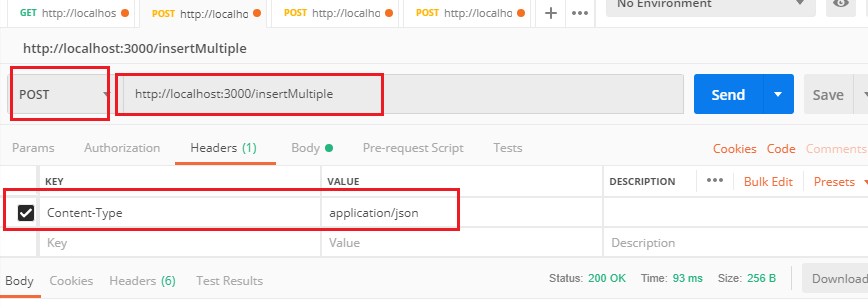 GET http://localhos POST http://localho POST http://localho POST http://localho + ••• No Environment
http://localhost:3000/insertMultiple
POST http://localhost:3000/insertMultiple Send Save
Params Authorization Headers (1) Body Pre-request Script Tests Cookies Code Comments
KEY VALUE DESCRIPTION ••• Bulk Edit Presets
Content-Type application/json
Key Value Description
Body Cookies Headers (6) Test Results Status: 200 OK Time: 93 ms Size: 256 B Download